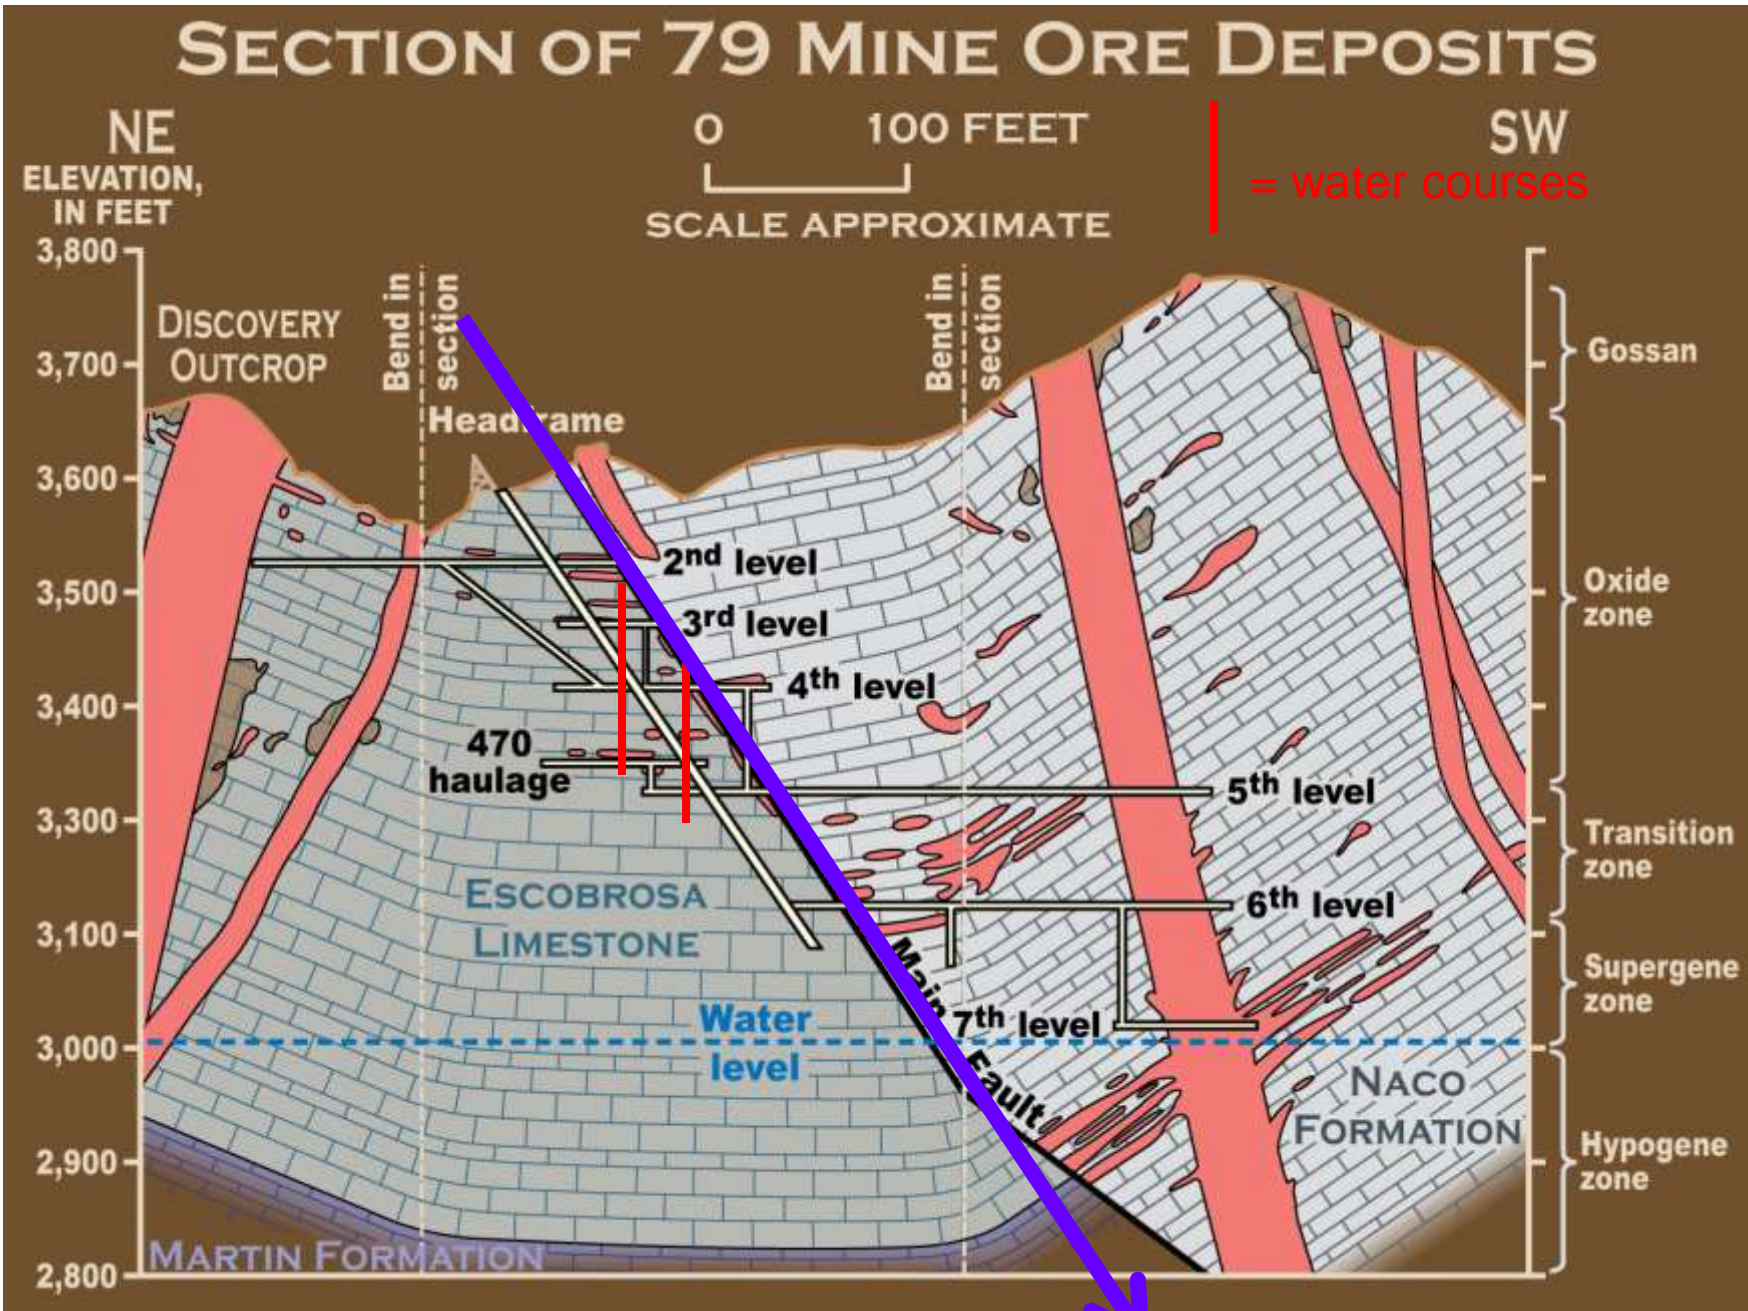 SECTION OF 79 MINE ORE DEPOSITS
NE
0 100 FEET
SW
ELEVATION,
IN FEET
= water courses
SCALE APPROXIMATE
3,800
DISCOVERY
OUTCROP
Bend in
section
Bend in
section
3,700
Gossan
Headframe
3,600
2nd level
3,500
Oxide
zone
3rd level
4th level
3,400
470
haulage
5th level
3,300
Transition
zone
ESCOBROSA
LIMESTONE
6th level
3,100
Main Fault
Supergene
zone
Water
level
7th level
3,000
NACO
FORMATION
2,900
Hypogene
zone
MARTIN FORMATION
2,800